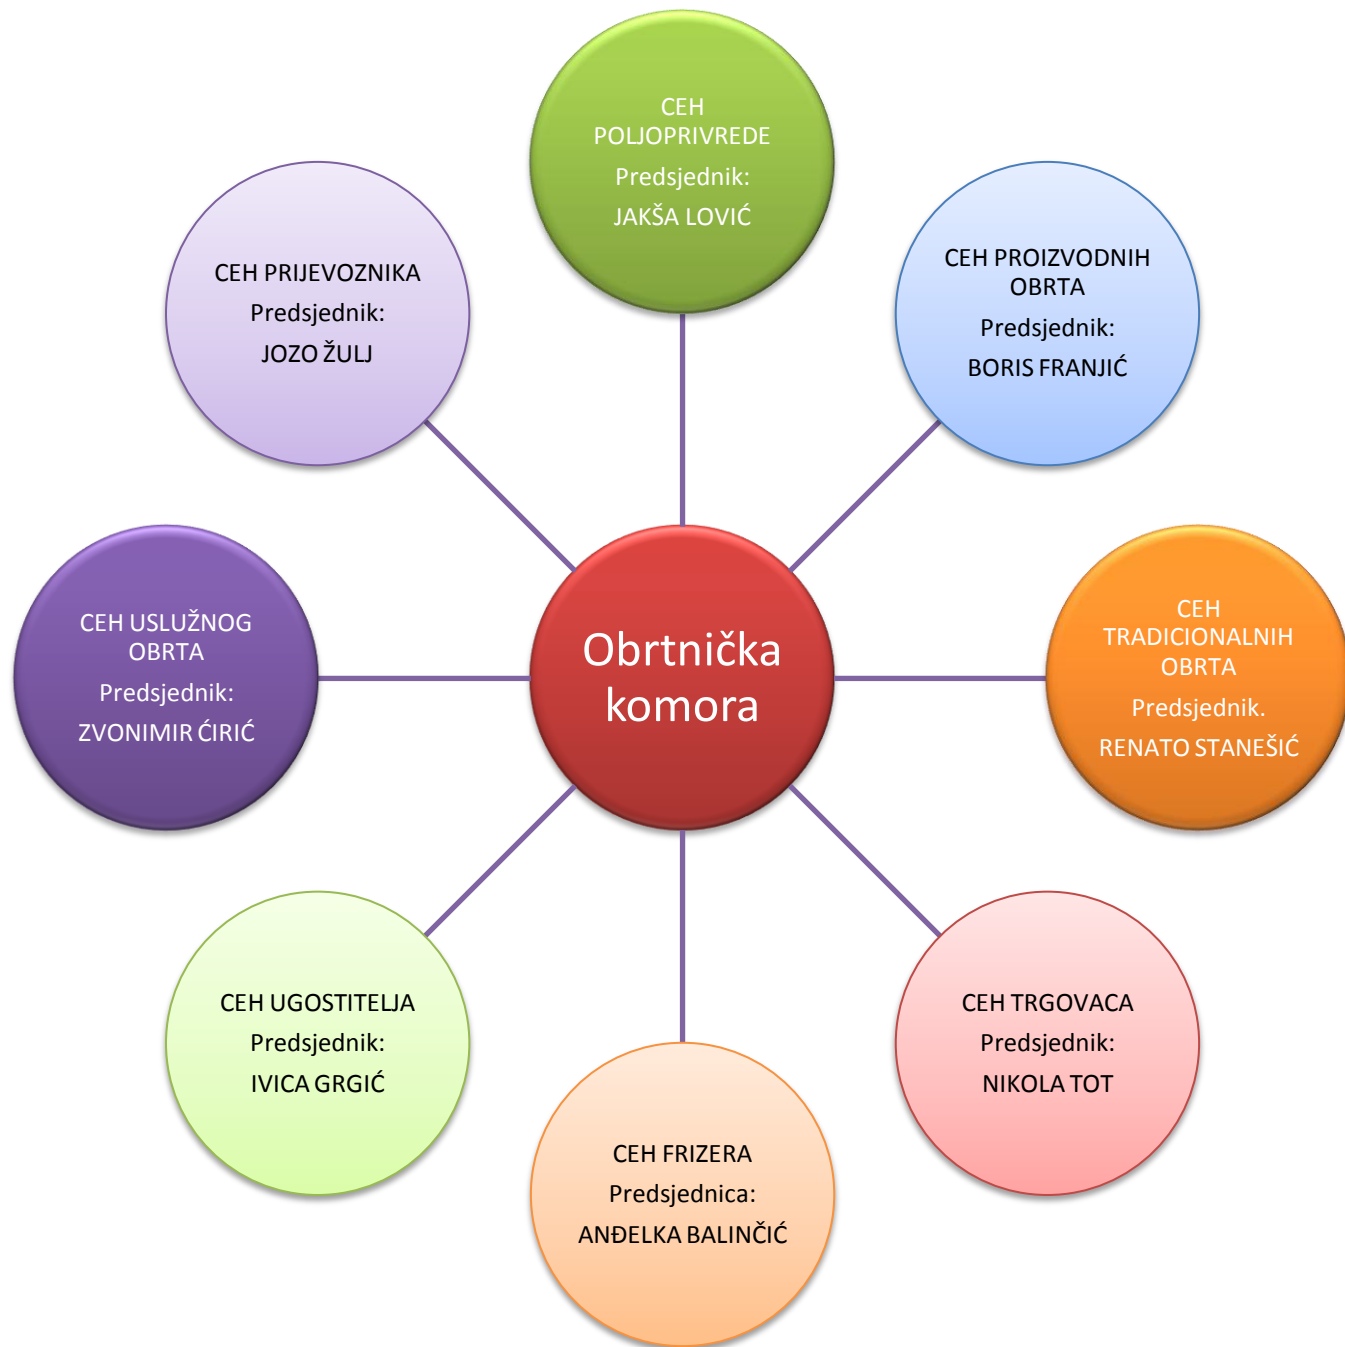 CEH
POLJOPRIVREDE
Predsjednik:
JAKŠA LOVIĆ
CEH PROIZVODNIH
OBRTA
Predsjednik:
BORIS FRANJIĆ
CEH
TRADICIONALNIH
OBRTA
Predsjednik.
RENATO STANEŠIĆ
CEH TRGOVACA
Predsjednik:
NIKOLA TOT
CEH FRIZERA
Predsjednica:
ANĐELKA BALINČIĆ
CEH UGOSTITELJA
Predsjednik:
IVICA GRGIĆ
CEH USLUŽNOG
OBRTA
Predsjednik:
ZVONIMIR ĆIRIĆ
CEH PRIJEVOZNIKA
Predsjednik:
JOZO ŽULJ
Obrtnička
komora